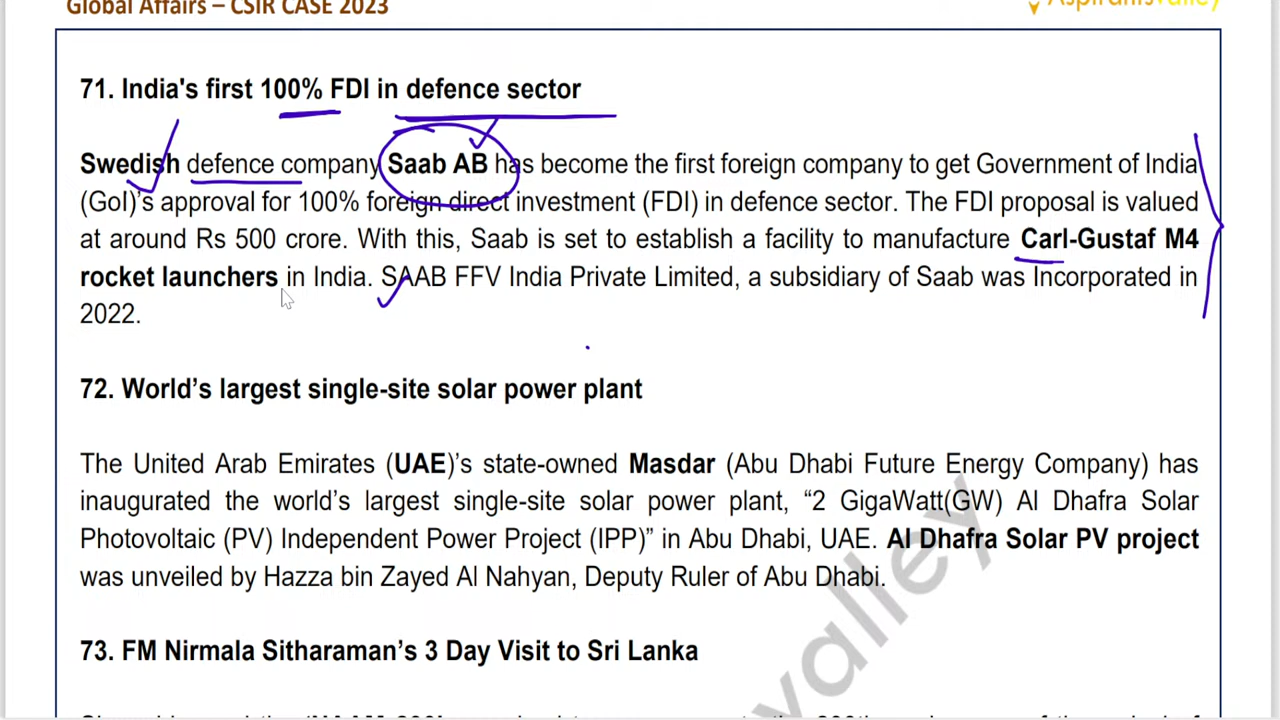 Global Affairs – CSIR CASE 2023
AspirantsValley
71. India's first 100% FDI in defence sector
Swedish defence company Saab AB has become the first foreign company to get Government of India
(GoI)'s approval for 100% foreign direct investment (FDI) in defence sector. The FDI proposal is valued
at around Rs 500 crore. With this, Saab is set to establish a facility to manufacture Carl-Gustaf M4
rocket launchers in India. SAAB FFV India Private Limited, a subsidiary of Saab was Incorporated in
2022.
72. World's largest single-site solar power plant
The United Arab Emirates (UAE)'s state-owned Masdar (Abu Dhabi Future Energy Company) has
inaugurated the world's largest single-site solar power plant, “2 GigaWatt(GW) Al Dhafra Solar
Photovoltaic (PV) Independent Power Project (IPP)” in Abu Dhabi, UAE. Al Dhafra Solar PV project
was unveiled by Hazza bin Zayed Al Nahyan, Deputy Ruler of Abu Dhabi.
valley
73. FM Nirmala Sitharaman's 3 Day Visit to Sri Lanka